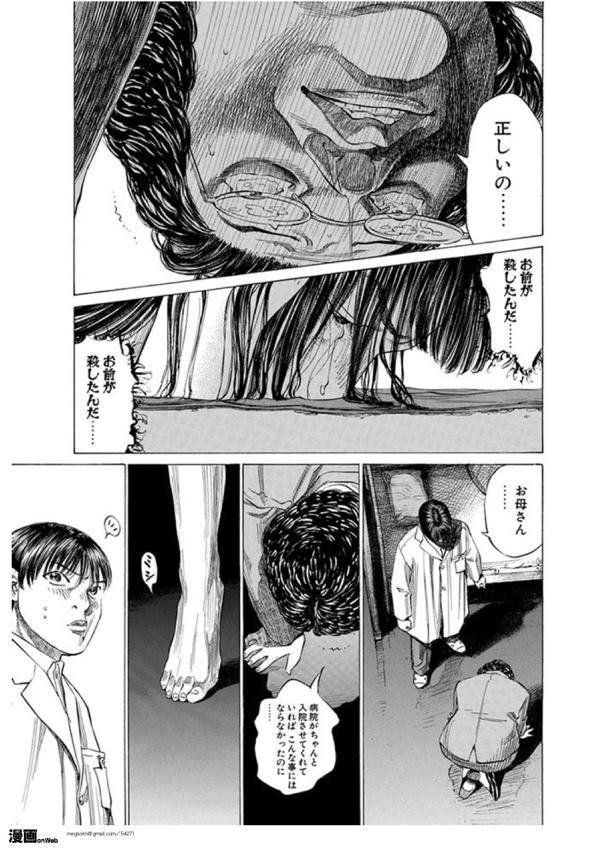 正しいの……
お前が
殺したんだ……
お前が
殺したんだ……
お母さん
……
病院がちゃんと
入院させてくれて
いれば こんな事には
ならなかったのに
……
漫画onWeb
megaorin@gmail.com/54271